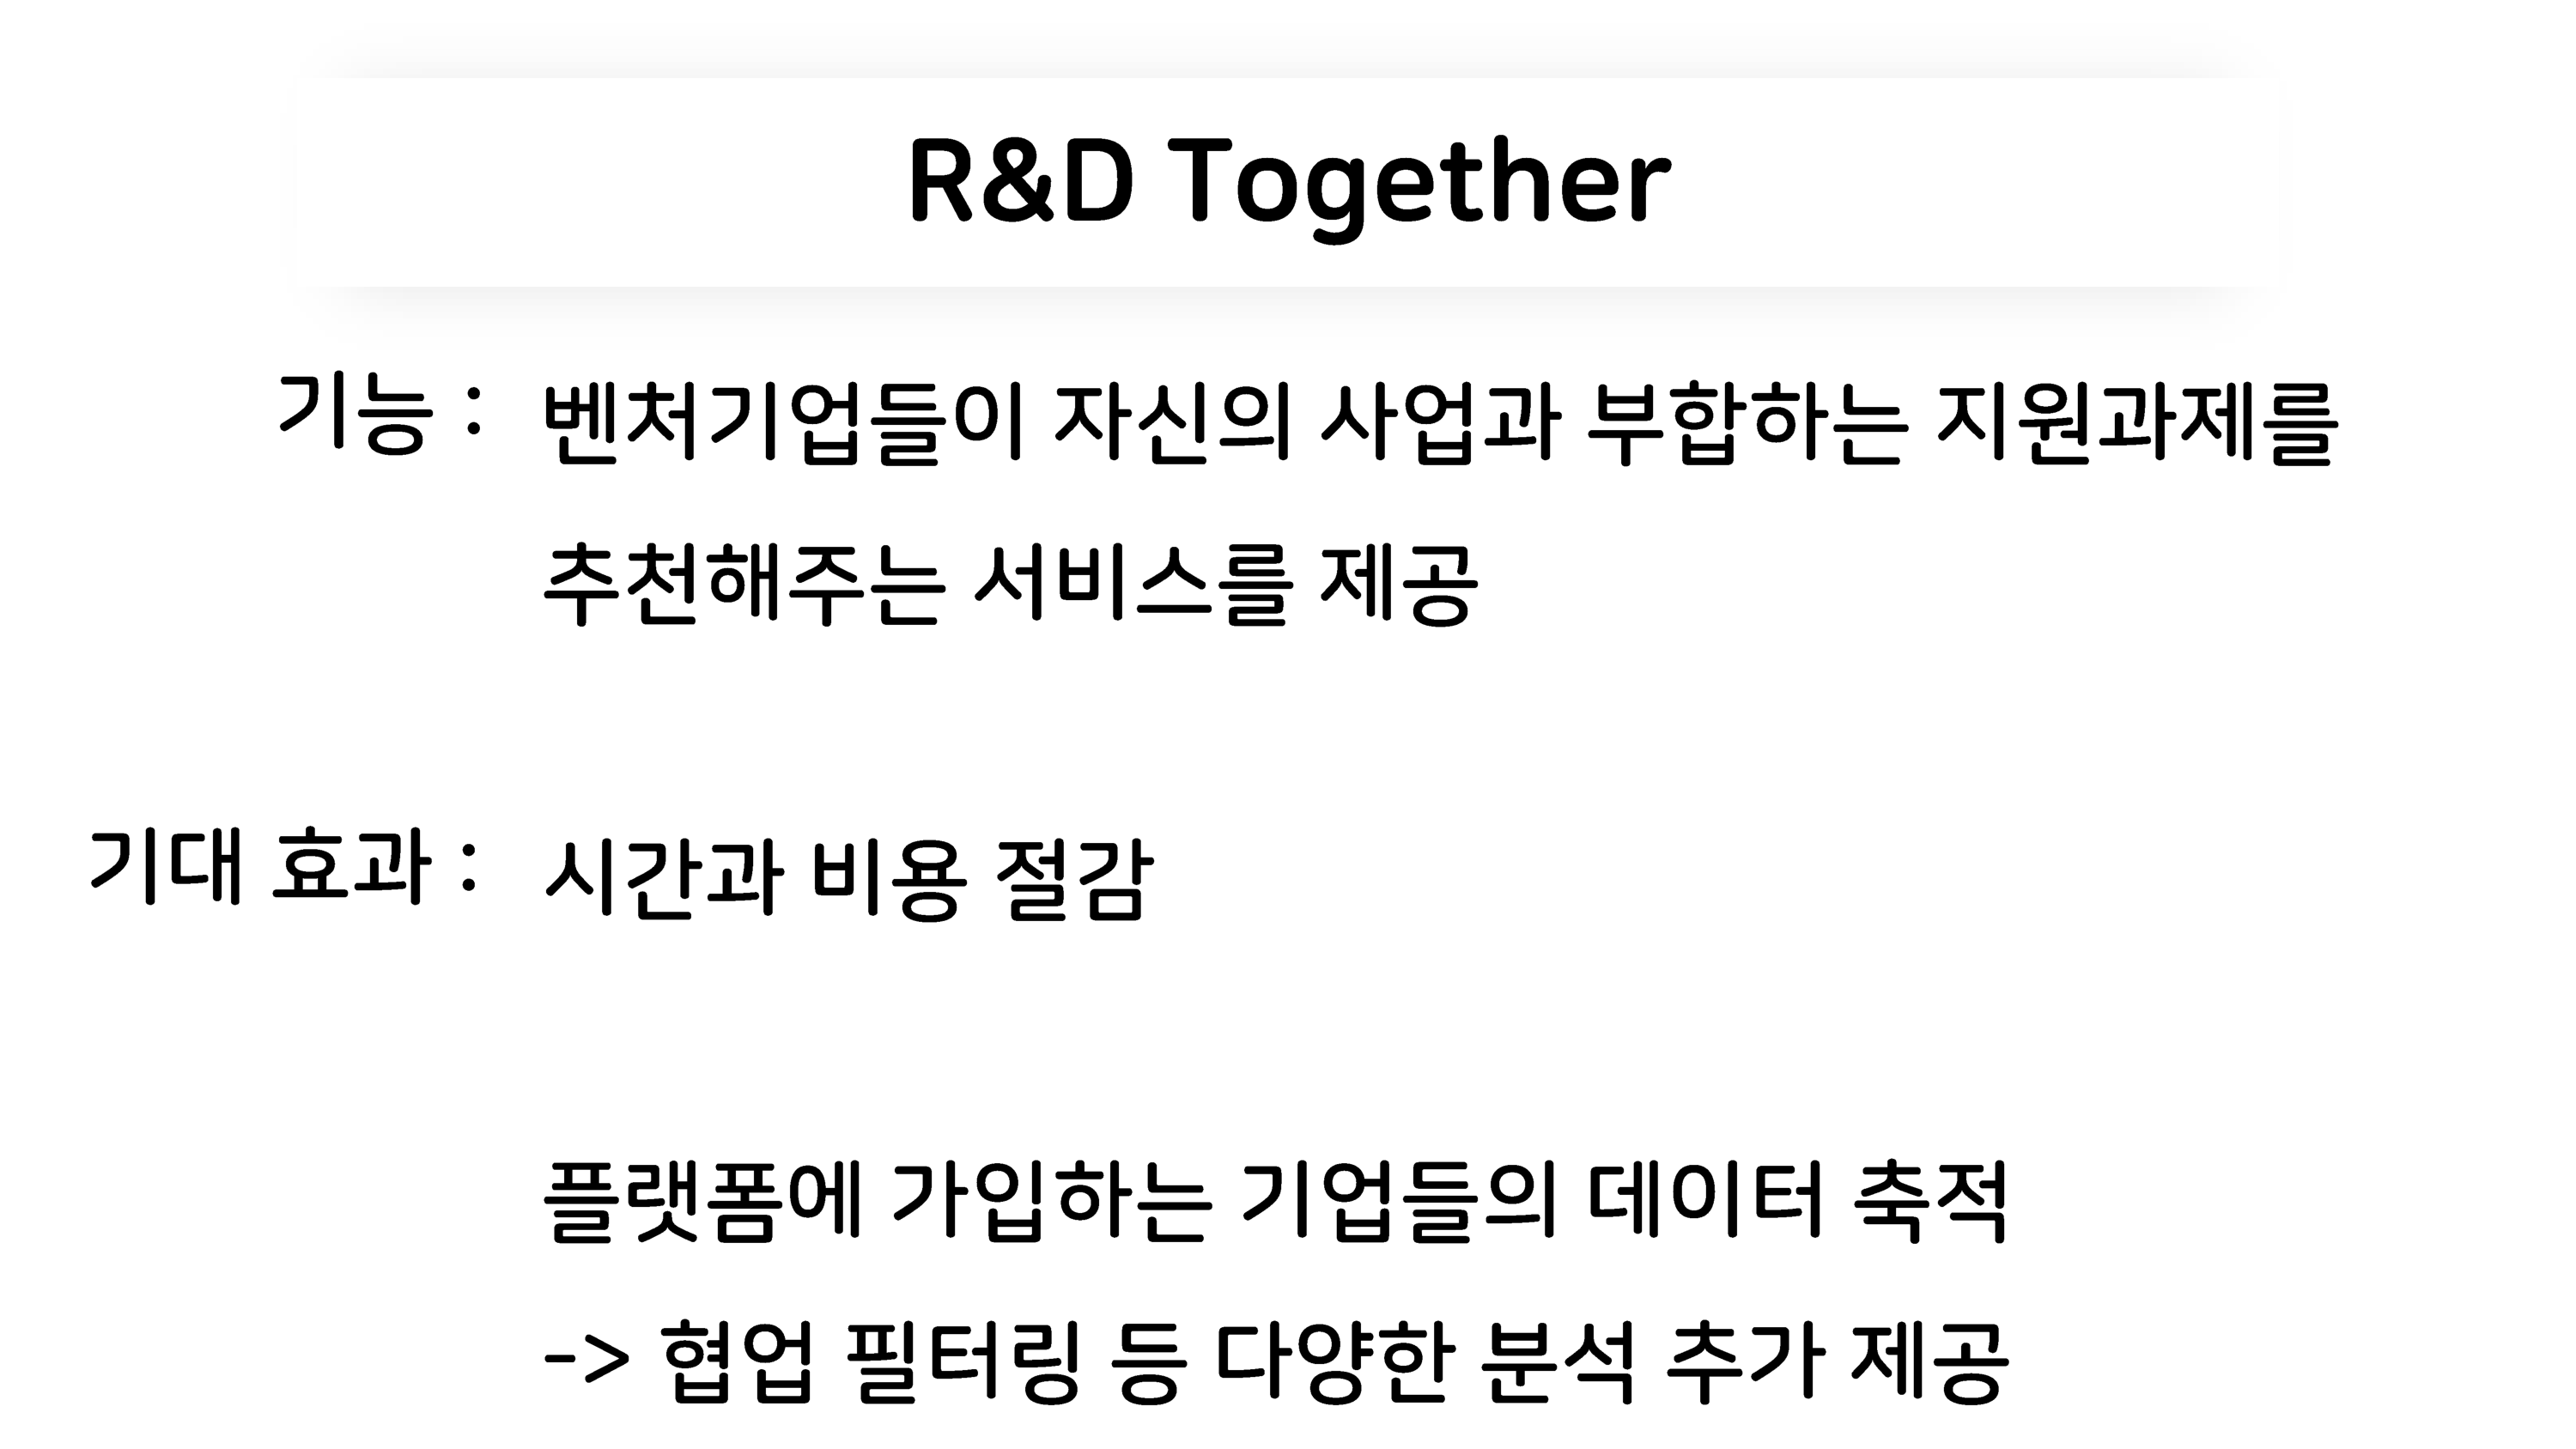 R&D Together
기능 : 벤처기업들이 자신의 사업과 부합하는 지원과제를
추천해주는 서비스를 제공
기대 효과 : 시간과 비용 절감
플랫폼에 가입하는 기업들의 데이터 축적
-> 협업 필터링 등 다양한 분석 추가 제공